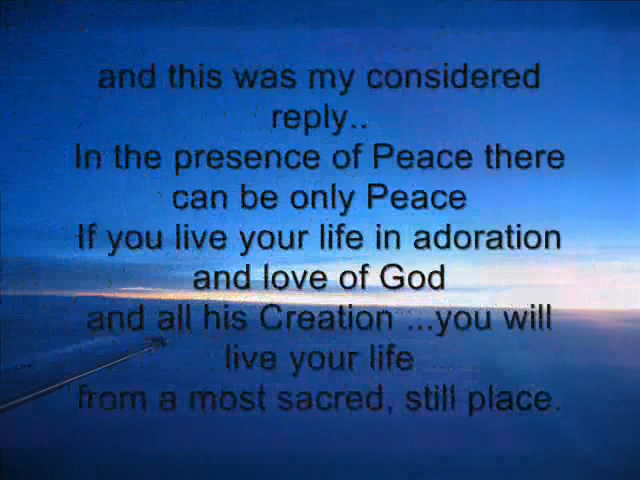 and this was my considered
reply..
In the presence of Peace there
can be only Peace
If you live your life in adoration
and love of God
and all his Creation ...you will
live your life
from a most sacred, still place.